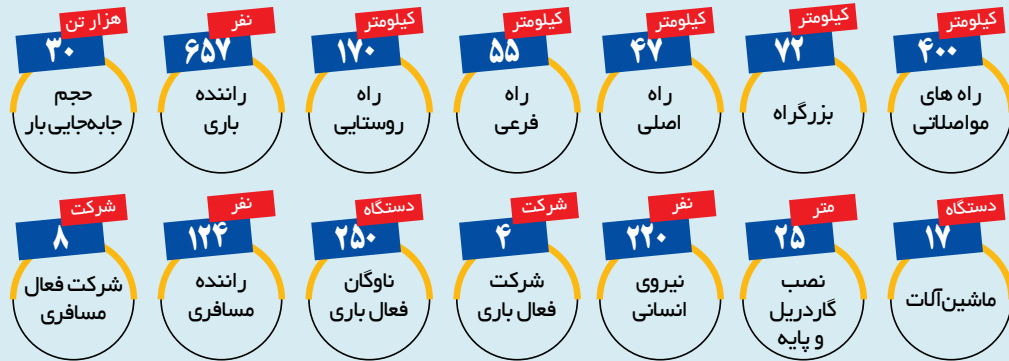 کیلومتر
۴۰۰
راه های
مواصلاتی
کیلومتر
۷۲
بزرگراه
کیلومتر
۴۷
راه
اصلی
کیلومتر
۵۵
راه
فرعی
کیلومتر
۱۷۰
راه
روستایی
نفر
۶۵۷
راننده
باری
هزار تن
۳۰
حجم
جابه‌جایی بار
دستگاه
۱۷
ماشین‌آلات
متر
۲۵
نصب
گاردریل
و پایه
نفر
۲۲۰
نیروی
انسانی
شرکت
۴
شرکت
فعال باری
دستگاه
۲۵۰
ناوگان
فعال باری
نفر
۱۲۴
راننده
مسافری
شرکت
۸
شرکت فعال
مسافری